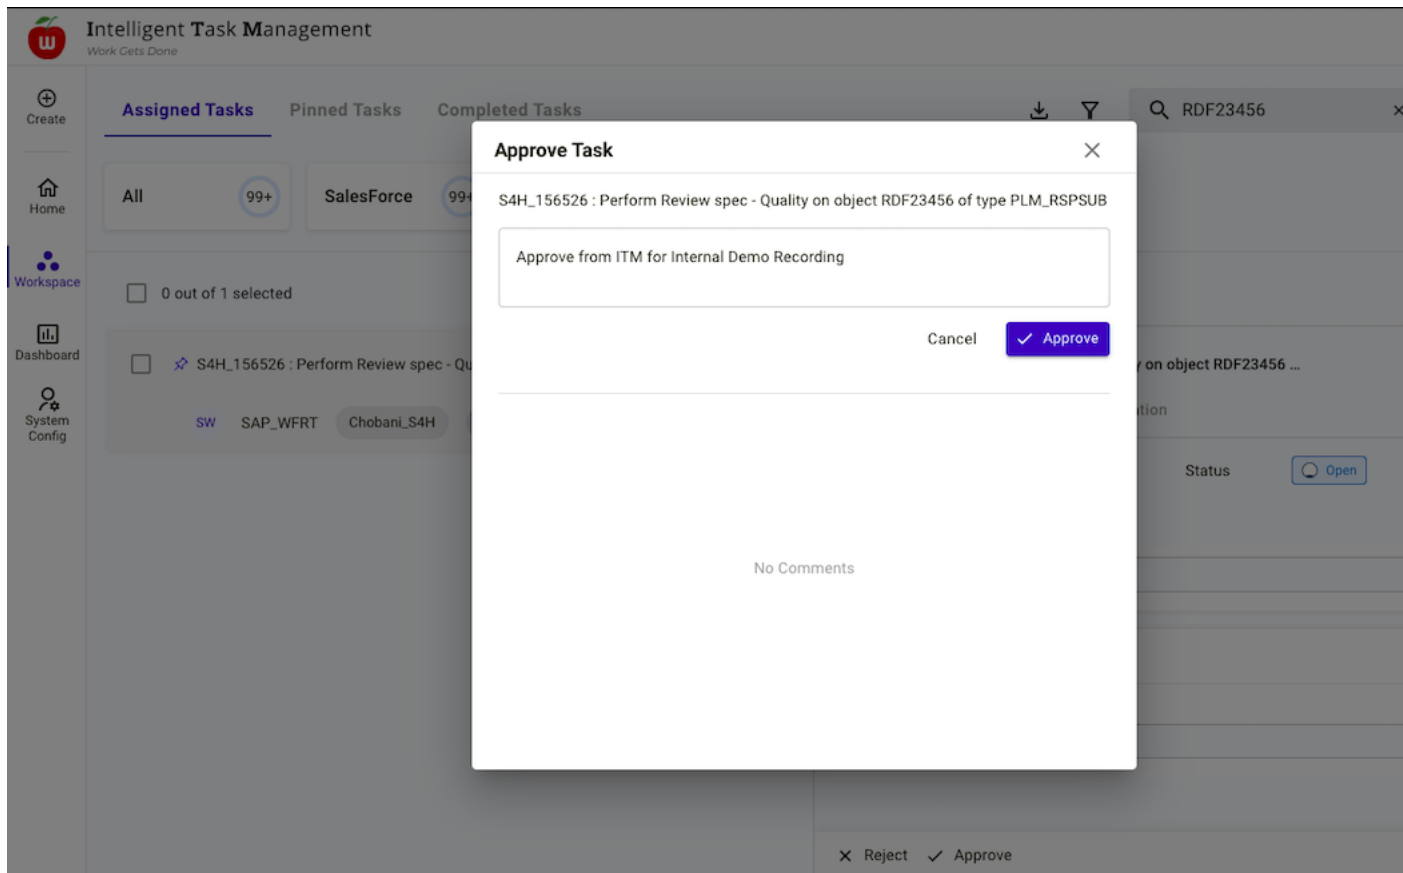 Intelligent Task Management
Work Gets Done
Create
Home
Workspace
Dashboard
System
Config
Assigned Tasks Pinned Tasks Completed Tasks
RDF23456
All 99+ SalesForce 99+
0 out of 1 selected
S4H_156526 : Perform Review spec - Qu
SW SAP_WFRT Chobani_S4H
Approve Task
S4H_156526 : Perform Review spec - Quality on object RDF23456 of type PLM_RSPSUB
Approve from ITM for Internal Demo Recording
Cancel Approve
No Comments
y on object RDF23456 ...
ation
Status Open
Reject Approve